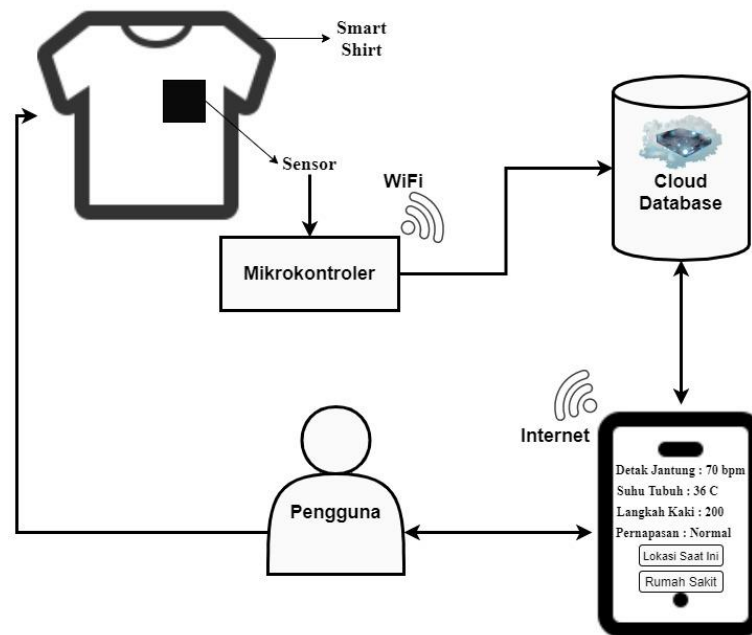 Smart
Shirt
Sensor
WiFi
Mikrokontroler
Cloud
Database
Internet
Pengguna
Detak Jantung : 70 bpm
Suhu Tubuh : 36 C
Langkah Kaki : 200
Pernapasan : Normal
Lokasi Saat Ini
Rumah Sakit